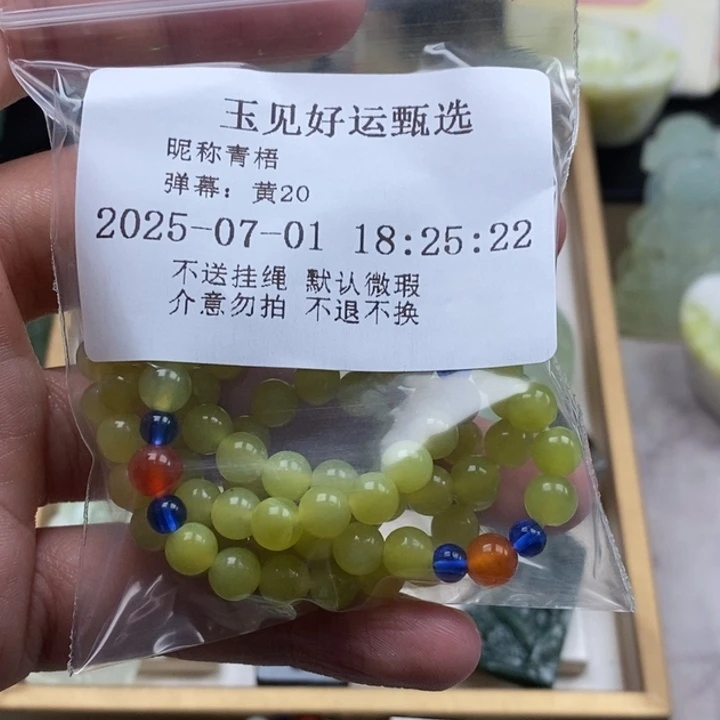 玉见好运甄选
昵称青梧
弹幕：黄20
2025-07-01 18:25:22
不送挂绳 默认微瑕
介意勿拍 不退不换